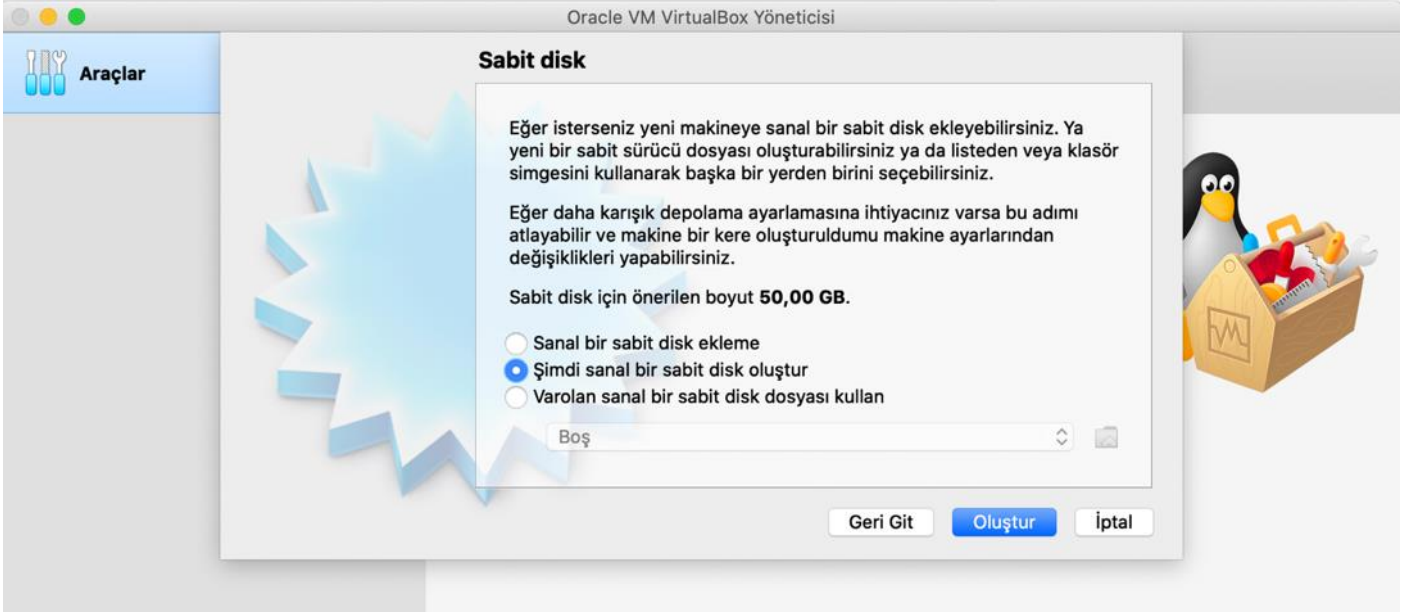 Oracle VM VirtualBox Yöneticisi
Araçlar
Sabit disk
Eğer isterseniz yeni makineye sanal bir sabit disk ekleyebilirsiniz. Ya
yeni bir sabit sürücü dosyası oluşturabilirsiniz ya da listeden veya klasör
simgesini kullanarak başka bir yerden birini seçebilirsiniz.
Eğer daha karışık depolama ayarlamasına ihtiyacınız varsa bu adımı
atlayabilir ve makine bir kere oluşturuldumu makine ayarlarından
değişiklikleri yapabilirsiniz.
Sabit disk için önerilen boyut 50,00 GB.
Sanal bir sabit disk ekleme
Şimdi sanal bir sabit disk oluştur
Varolan sanal bir sabit disk dosyası kullan
Boş
Geri Git
Oluştur
İptal